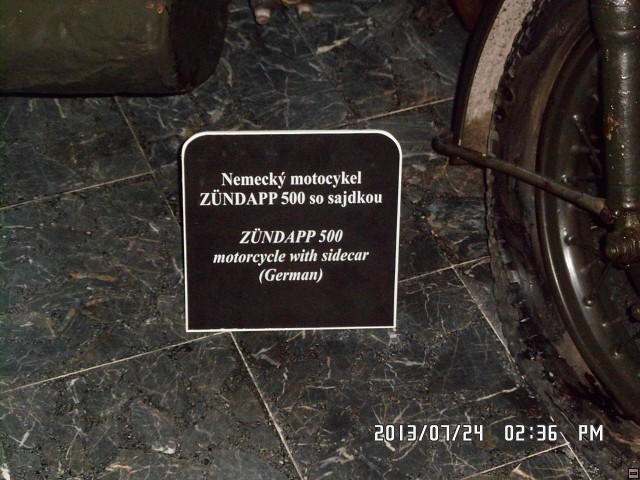 Nemecký motocykel
ZÜNDAPP 500 so sajdkou
ZÜNDAPP 500
motorcycle with sidecar
(German)
2013/07/24 02:36 PM